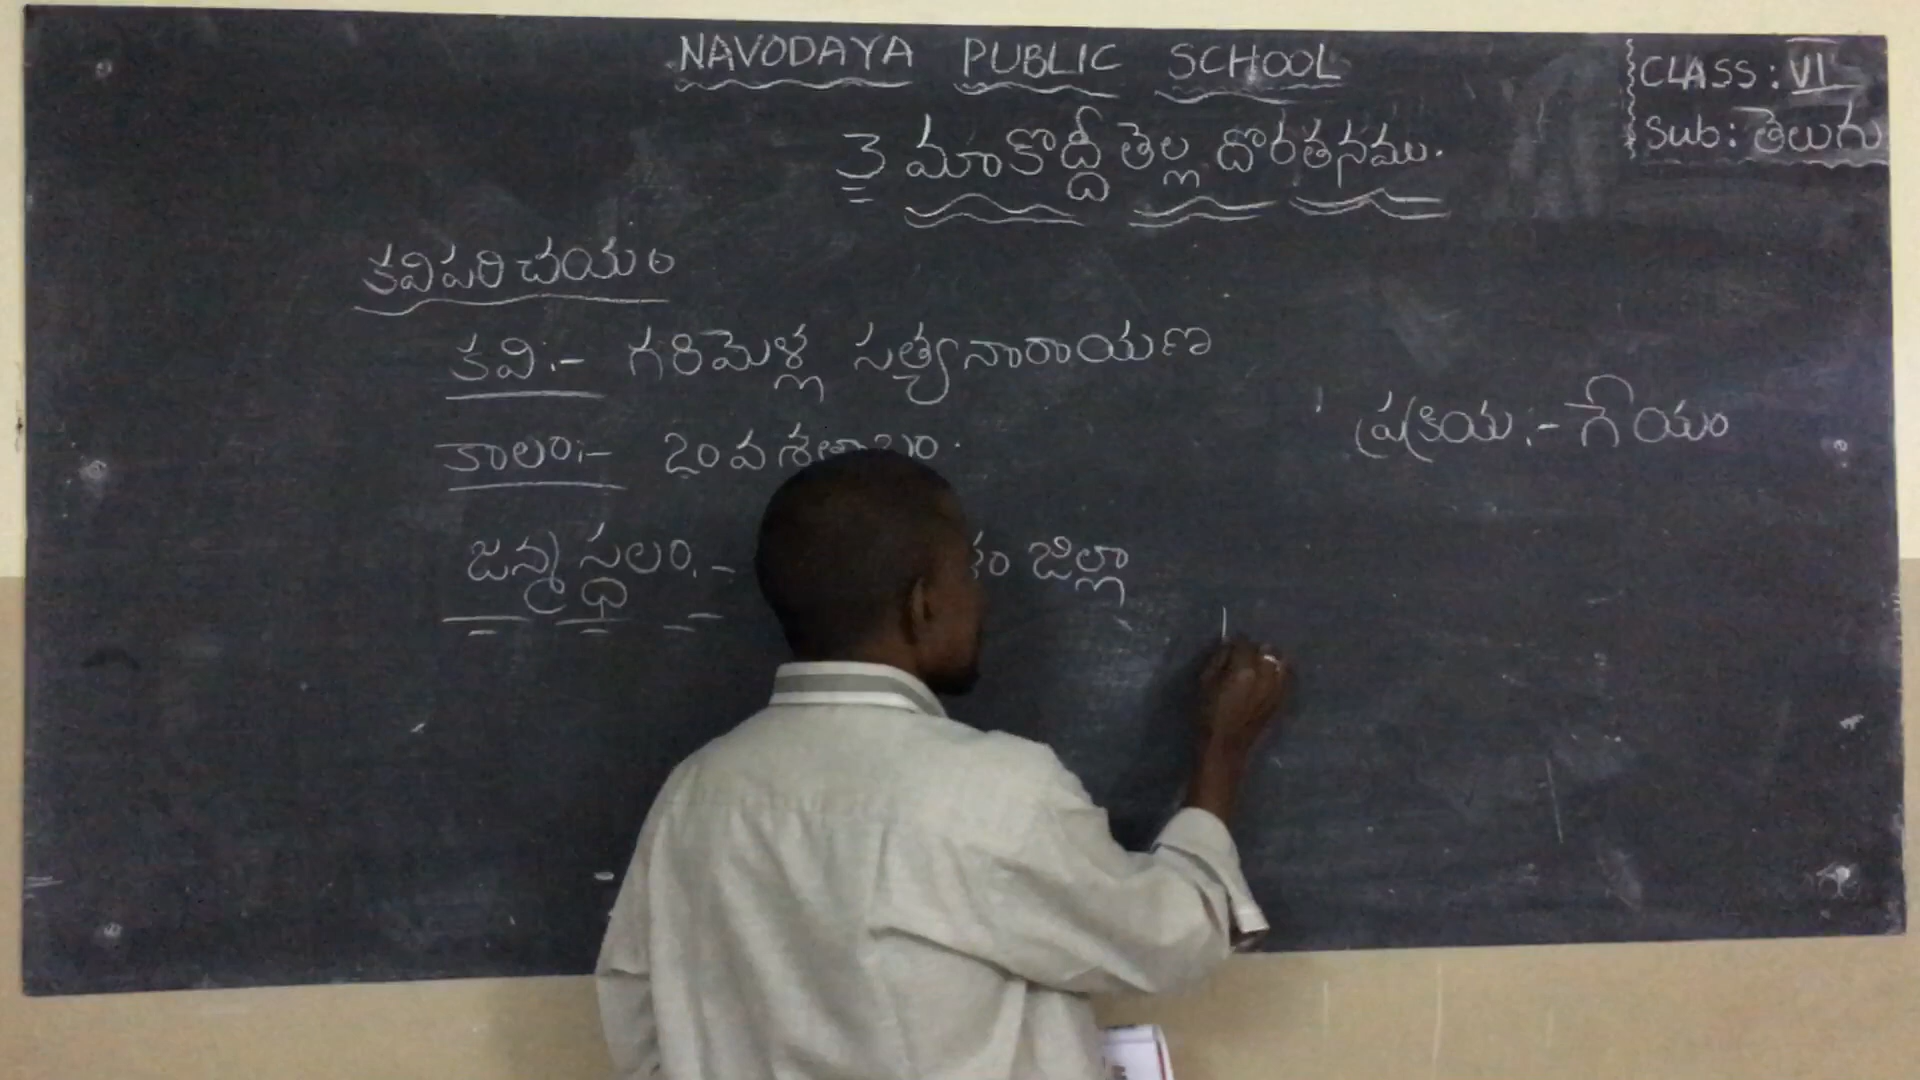 NAVODAYA PUBLIC SCHOOL
CLASS: VI
Sub: తెలుగు
3 మాకొద్దీ తెల్ల దొరతనము.
కవిపరిచయం
కవి:- గరిమెళ్ల సత్యనారాయణ
కాలం:- 20వ
ప్రక్రియ:- గేయం
జన్మ స్థలం:- జిల్లా